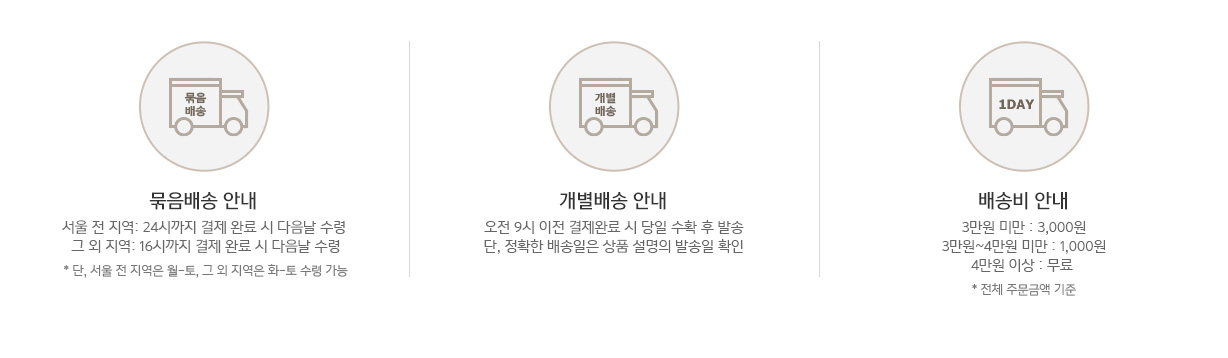 묶음
배송
묶음배송 안내
서울 전 지역: 24시까지 결제 완료 시 다음날 수령
그 외 지역: 16시까지 결제 완료 시 다음날 수령
* 단, 서울 전 지역은 월-토, 그 외 지역은 화-토 수령 가능
개별
배송
개별배송 안내
오전 9시 이전 결제완료 시 당일 수확 후 발송
단, 정확한 배송일은 상품 설명의 발송일 확인
1DAY
배송비 안내
3만원 미만 : 3,000원
3만원~4만원 미만 : 1,000원
4만원 이상 : 무료
* 전체 주문금액 기준